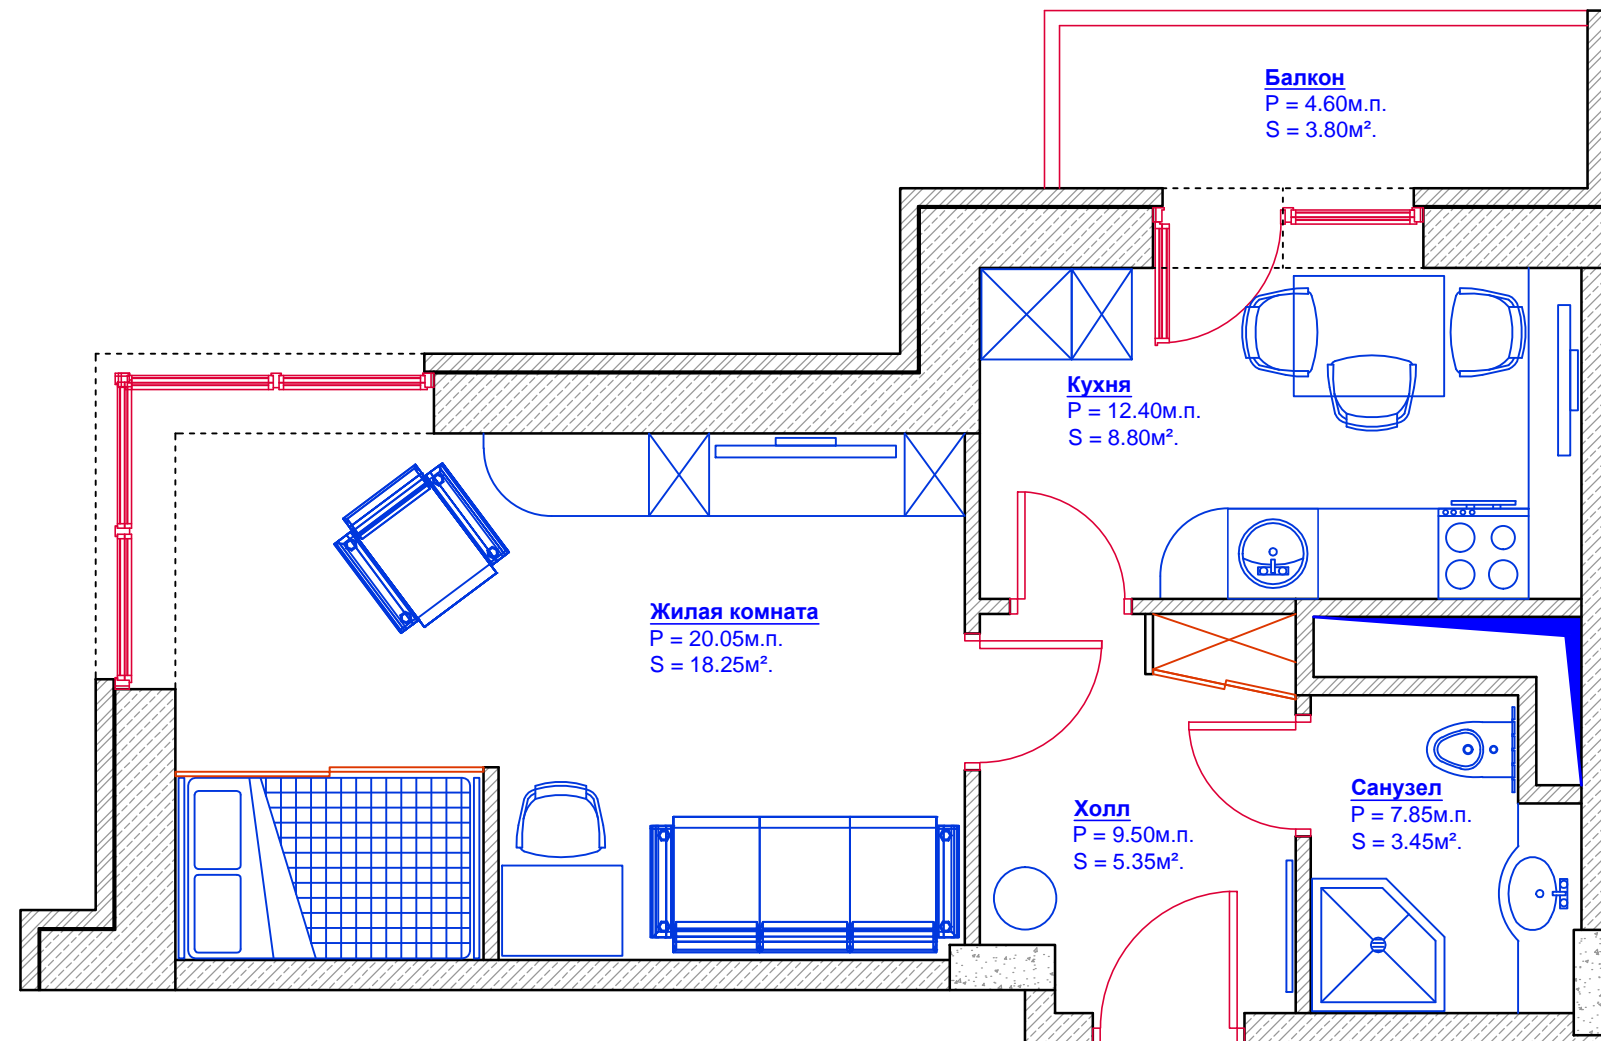 Балкон
P = 4.60м.п.
S = 3.80м².
Кухня
P = 12.40м.п.
S = 8.80м².
Жилая комната
P = 20.05м.п.
S = 18.25м².
Холл
P = 9.50м.п.
S = 5.35м².
Санузел
P = 7.85м.п.
S = 3.45м².